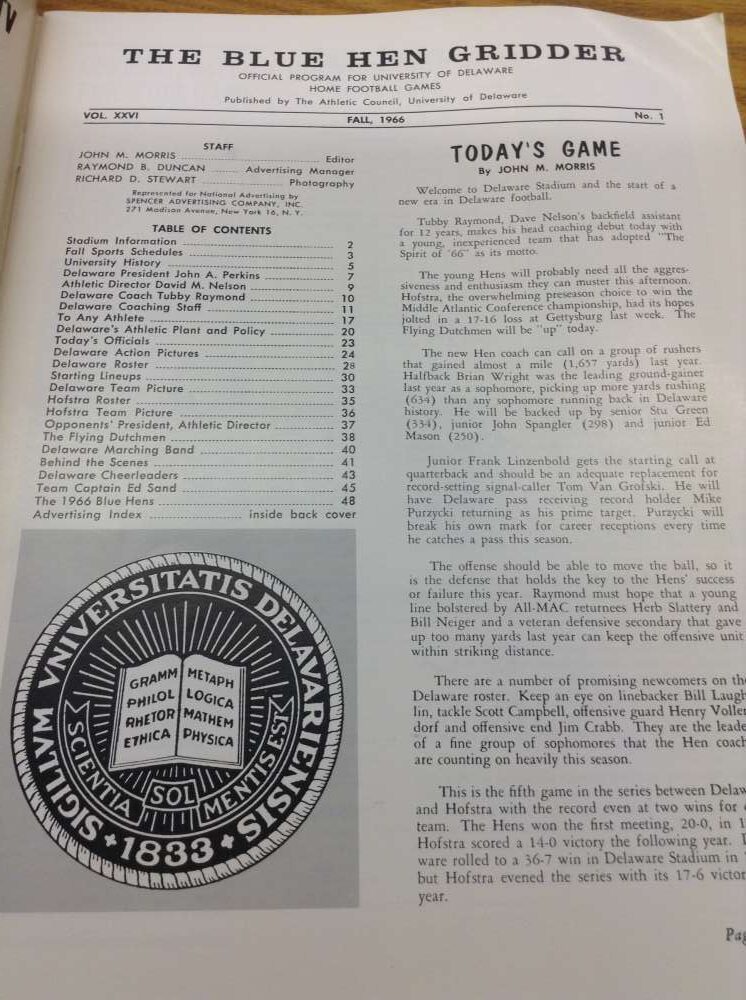 TV
THE BLUE HEN GRIDDER
OFFICIAL PROGRAM FOR UNIVERSITY OF DELAWARE
HOME FOOTBALL GAMES
Published by The Athletic Council, University of Delaware
VOL. XXVI FALL, 1966 No. 1
STAFF
JOHN M. MORRIS Editor
RAYMOND B. DUNCAN Advertising Manager
RICHARD D. STEWART Photography
Represented for National Advertising by
SPENCER ADVERTISING COMPANY, INC.
271 Madison Avenue, New York 16, N. Y.
TABLE OF CONTENTS
Stadium Information 2
Fall Sports Schedules 3
University History 5
Delaware President John A. Perkins 7
Athletic Director David M. Nelson 9
Delaware Coach Tubby Raymond 10
Delaware Coaching Staff 11
To Any Athlete 17
Delaware's Athletic Plant and Policy 20
Today's Officials 23
Delaware Action Pictures 24
Delaware Roster 28
Starting Lineups 30
Delaware Team Picture 33
Hofstra Roster 35
Hofstra Team Picture 36
Opponents' President, Athletic Director 37
The Flying Dutchmen 38
Delaware Marching Band 40
Behind the Scenes 41
Delaware Cheerleaders 43
Team Captain Ed Sand 45
The 1966 Blue Hens 48
Advertising Index inside back cover
SIGILLVM VNIVERSITATIS DELAVARIENSIS
GRAMM METAPH
PHILOL LOGICA
RHETOR MATHEM
ETHICA PHYSICA
SCIENTIA SOL MENTIS EST
1833
TODAY'S GAME
By JOHN M. MORRIS
Welcome to Delaware Stadium and the start of a
new era in Delaware football.
Tubby Raymond, Dave Nelson's backfield assistant
for 12 years, makes his head coaching debut today with
a young, inexperienced team that has adopted "The
Spirit of '66" as its motto.
The young Hens will probably need all the aggres-
siveness and enthusiasm they can muster this afternoon.
Hofstra, the overwhelming preseason choice to win the
Middle Atlantic Conference championship, had its hopes
jolted in a 17-16 loss at Gettysburg last week. The
Flying Dutchmen will be "up" today.
The new Hen coach can call on a group of rushers
that gained almost a mile (1,657 yards) last year.
Halfback Brian Wright was the leading ground-gainer
last year as a sophomore, picking up more yards rushing
(634) than any sophomore running back in Delaware
history. He will be backed up by senior Stu Green
(334), junior John Spangler (298) and junior Ed
Mason (250).
Junior Frank Linzenbold gets the starting call at
quarterback and should be an adequate replacement for
record-setting signal-caller Tom Van Grofski. He will
have Delaware pass receiving record holder Mike
Purzycki returning as his prime target. Purzycki will
break his own mark for career receptions every time
he catches a pass this season.
The offense should be able to move the ball, so it
is the defense that holds the key to the Hens' success
or failure this year. Raymond must hope that a young
line bolstered by All-MAC returnees Herb Slattery and
Bill Neiger and a veteran defensive secondary that gave
up too many yards last year can keep the offensive unit
within striking distance.
There are a number of promising newcomers on the
Delaware roster. Keep an eye on linebacker Bill Laugh
lin, tackle Scott Campbell, offensive guard Henry Voller
dorf and offensive end Jim Crabb. They are the leade
of a fine group of sophomores that the Hen coach
are counting on heavily this season.
This is the fifth game in the series between Delaw
and Hofstra with the record even at two wins for
team. The Hens won the first meeting, 20-0, in 1
Hofstra scored a 14-0 victory the following year.
ware rolled to a 36-7 win in Delaware Stadium in
but Hofstra evened the series with its 17-6 victor
year.
Pag